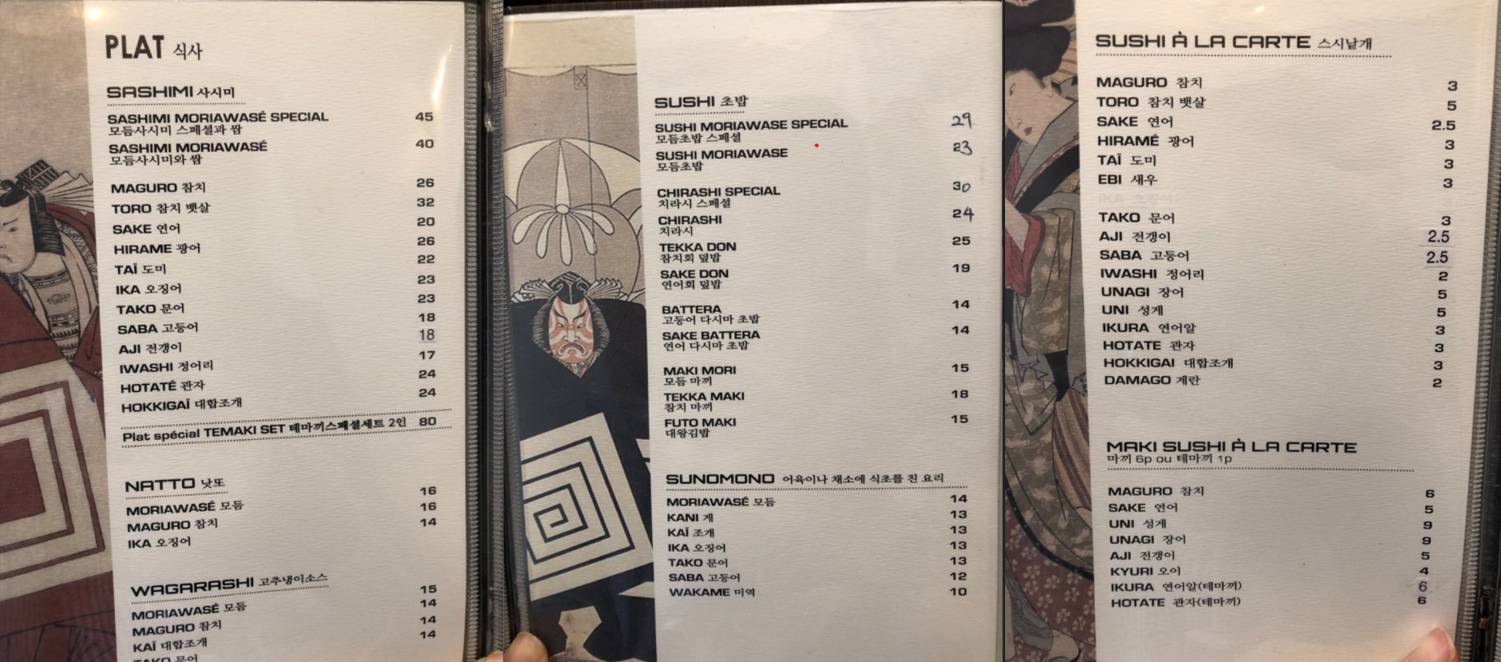 PLAT 식사
SASHIMI 사시미
SASHIMI MORIAWASÉ SPECIAL 45
모듬사시미 스페셜과 쌈
SASHIMI MORIAWASÉ 40
모듬사시미와 쌈
MAGURO 참치 26
TORO 참치 뱃살 32
SAKE 연어 20
HIRAME 광어 26
TAÏ 도미 22
IKA 오징어 23
TAKO 문어 23
SABA 고등어 18
AJI 전갱이 18
IWASHI 정어리 17
HOTATÉ 관자 24
HOKKIGAÏ 대합조개 24
Plat spécial TEMAKI SET 테마끼스페셜세트 2인 80
NATTO 낫또
MORIAWASÉ 모듬 16
MAGURO 참치 16
IKA 오징어 14
WAGARASHI 고추냉이소스
MORIAWASÉ 모듬 15
MAGURO 참치 14
KAÏ 대합조개 14
TAKO 문어 14
SUSHI 초밥
SUSHI MORIAWASE SPECIAL 29
모듬초밥 스페셜
SUSHI MORIAWASE 23
모듬초밥
CHIRASHI SPECIAL 30
치라시 스페셜
CHIRASHI 24
치라시
TEKKA DON 25
참치회 덮밥
SAKE DON 19
연어회 덮밥
BATTERA 14
고등어 다시마 초밥
SAKE BATTERA 14
연어 다시마 초밥
MAKI MORI 15
모듬 마끼
TEKKA MAKI 18
참치 마끼
FUTO MAKI 15
대왕김밥
SUNOMONO 어육이나 채소에 식초를 친 요리
MORIAWASÉ 모듬 14
KANI 게 13
KAÏ 조개 13
IKA 오징어 13
TAKO 문어 13
SABA 고등어 12
WAKAME 미역 10
SUSHI À LA CARTE 스시낱개
MAGURO 참치 3
TORO 참치 뱃살 5
SAKE 연어 2.5
HIRAMÉ 광어 3
TAÏ 도미 3
EBI 새우 3
TAKO 문어 3
AJI 전갱이 2.5
SABA 고등어 2.5
IWASHI 정어리 2
UNAGI 장어 5
UNI 성게 5
IKURA 연어알 3
HOTATE 관자 3
HOKKIGAI 대합조개 3
DAMAGO 계란 2
MAKI SUSHI À LA CARTE
마끼 6p ou 테마끼 1p
MAGURO 참치 6
SAKE 연어 5
UNI 성게 9
UNAGI 장어 9
AJI 전갱이 5
KYURI 오이 4
IKURA 연어알(테마끼) 6
HOTATE 관자(테마끼) 6